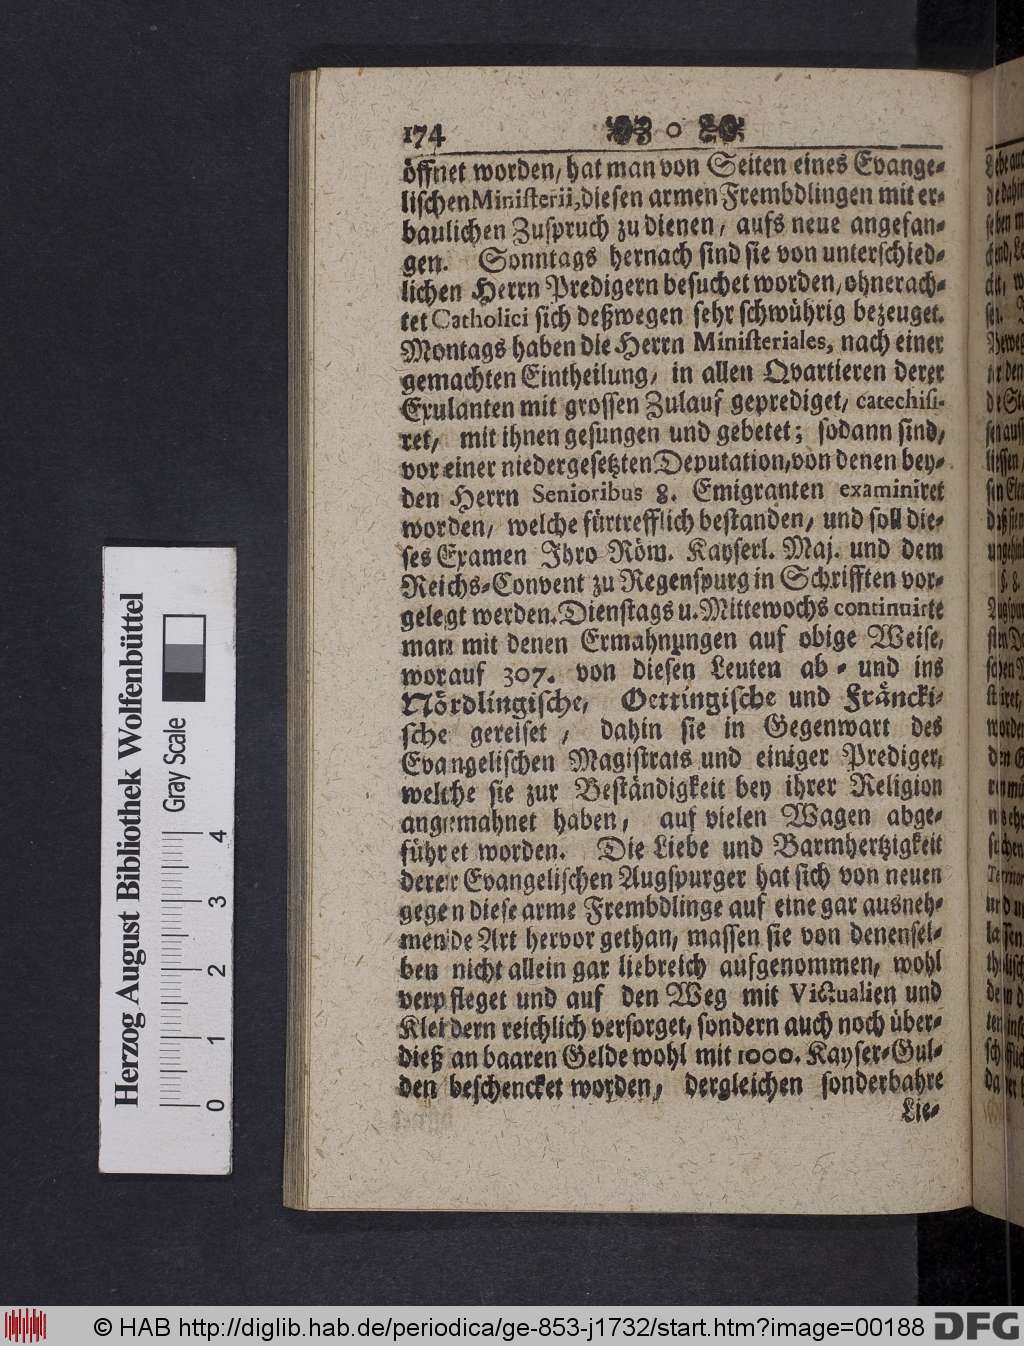 174
öffnet worden, hat man von Seiten eines Evange-
lischen Ministerii, diesen armen Frembdlingen mit er-
baulichen Zuspruch zu dienen, aufs neue angefan-
gen. Sonntags hernach sind sie von unterschied-
lichen Herrn Predigern besuchet worden, ohnerach-
tet Catholici sich deßwegen sehr schwührig bezeuget.
Montags haben die Herrn Ministeriales, nach einer
gemachten Eintheilung, in allen Qvartieren derer
Exulanten mit grossen Zulauf geprediget, catechisi-
ret, mit ihnen gesungen und gebetet; sodann sind,
vor einer niedergesetzten Deputation, von denen bey-
den Herrn Senioribus 8. Emigranten examiniret
worden, welche fürtrefflich bestanden, und soll die-
ses Examen Ihro Röm. Kayserl. Maj. und dem
Reichs-Convent zu Regenspurg in Schrifften vor-
gelegt werden. Dienstags u. Mittewochs continuirte
man mit denen Ermahnungen auf obige Weise,
worauf 307. von diesen Leuten ab- und ins
Nördlingische, Oettingische und Fräncki-
sche gereiset, dahin sie in Gegenwart des
Evangelischen Magistrats und einiger Prediger,
welche sie zur Beständigkeit bey ihrer Religion
angemahnet haben, auf vielen Wagen abge-
führet worden. Die Liebe und Barmhertzigkeit
derer Evangelischen Augspurger hat sich von neuen
gegen diese arme Frembdlinge auf eine gar ausneh-
mende Art hervor gethan, massen sie von denensel-
ben nicht allein gar liebreich aufgenommen, wohl
verpfleget und auf den Weg mit Victualien und
Kleidern reichlich versorget, sondern auch noch über-
dieß an baaren Gelde wohl mit 1000. Kayser-Gul-
den beschencket worden, dergleichen sonderbahre
Lie-
Herzog August Bibliothek Wolfenbüttel
Gray Scale
0 1 2 3 4
© HAB http://diglib.hab.de/periodica/ge-853-j1732/start.htm?image=00188
DFG